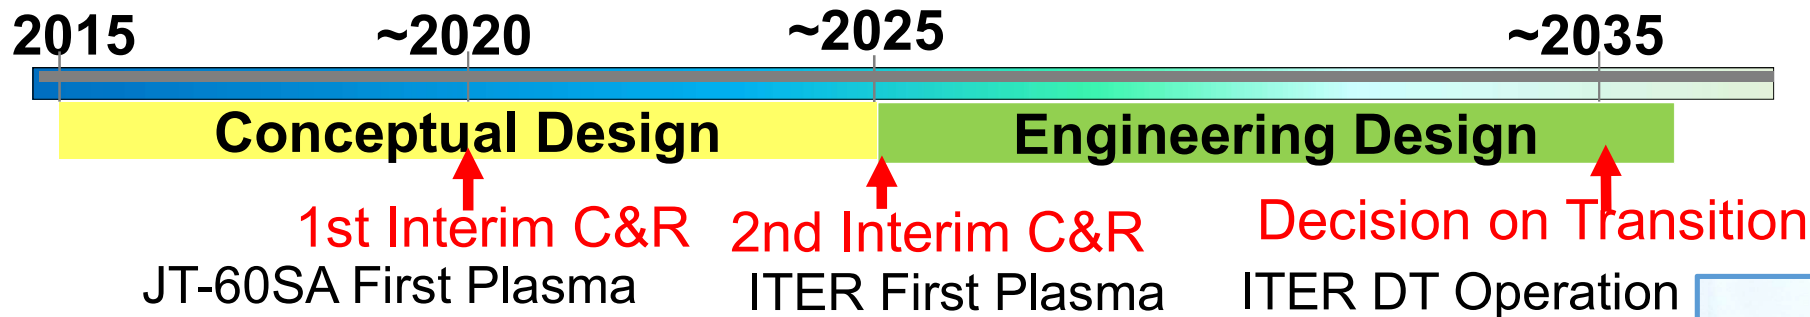 2015 ~2020 ~2025 ~2035
Conceptual Design Engineering Design
1st Interim C&R 2nd Interim C&R Decision on Transition
JT-60SA First Plasma ITER First Plasma ITER DT Operation